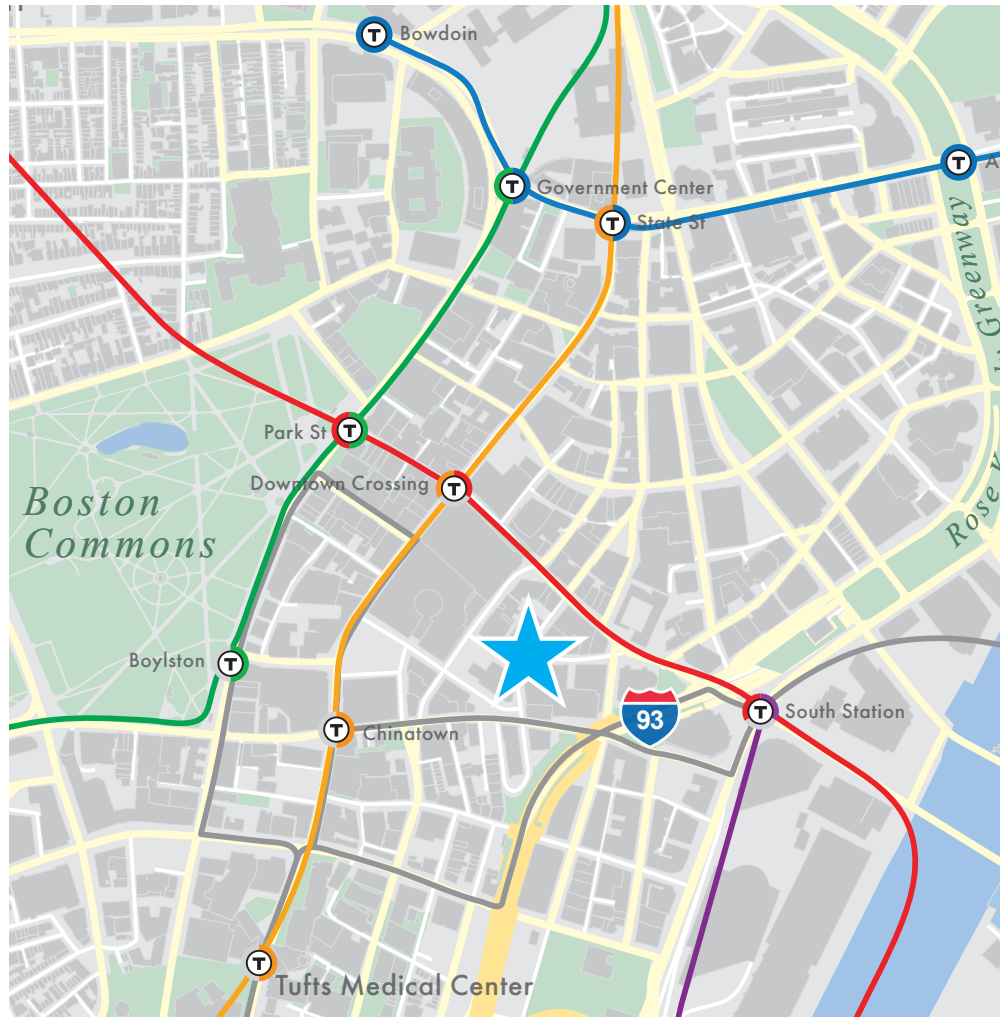 Bowdoin
Government Center
State St
A
Greenway
Park St
Downtown Crossing
Boston
Commons
Rose K
Boylston
93
South Station
Chinatown
Tufts Medical Center
T
T
T
T
T
T
T
T
T
T